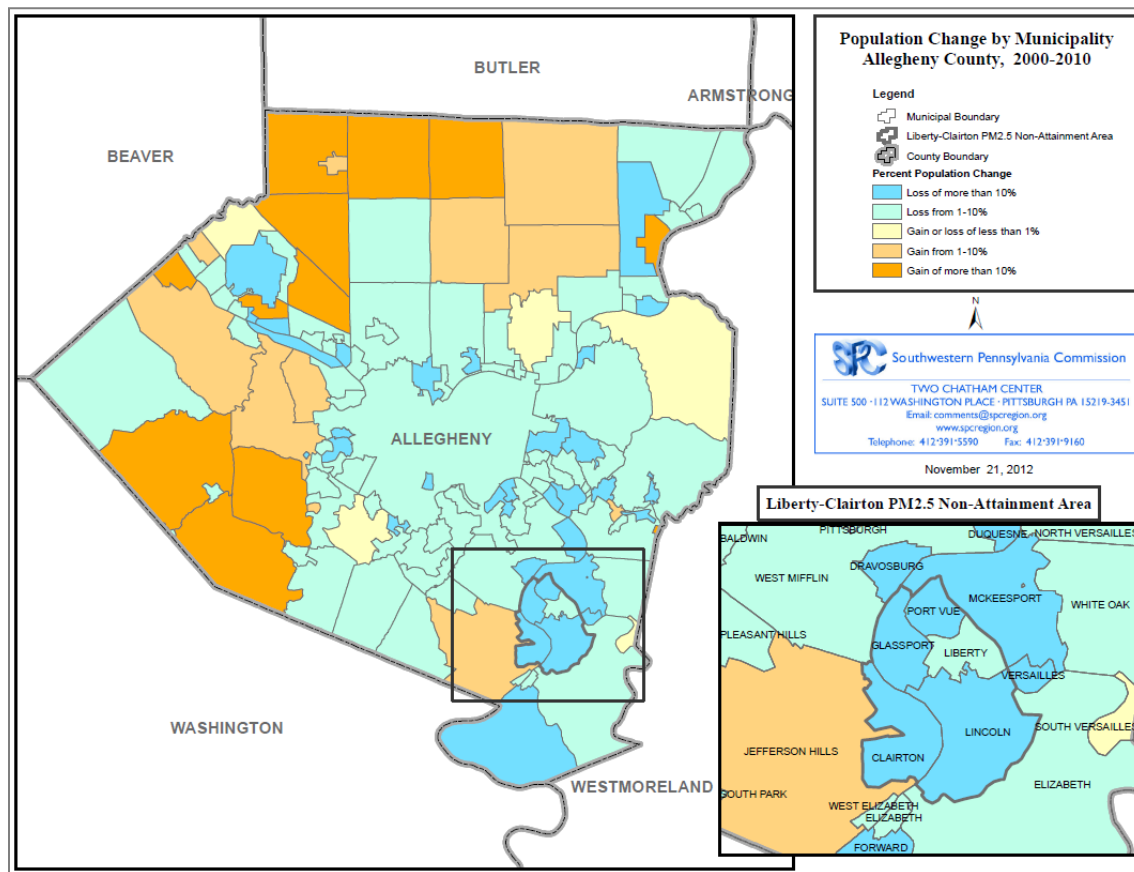 BUTLER
ARMSTRONG
BEAVER
ALLEGHENY
WASHINGTON
WESTMORELAND
Population Change by Municipality
Allegheny County, 2000-2010
Legend
Municipal Boundary
Liberty-Clairton PM2.5 Non-Attainment Area
County Boundary
Percent Population Change
Loss of more than 10%
Loss from 1-10%
Gain or loss of less than 1%
Gain from 1-10%
Gain of more than 10%
N
SPC Southwestern Pennsylvania Commission
TWO CHATHAM CENTER
SUITE 500 · 112 WASHINGTON PLACE · PITTSBURGH PA 15219-3451
Email: comments@spcregion.org
www.spcregion.org
Telephone: 412•391•5590 Fax: 412•391•9160
November 21, 2012
Liberty-Clairton PM2.5 Non-Attainment Area
BALDWIN
PITTSBURGH
DUQUESNE
NORTH VERSAILLES
DRAVOSBURG
WEST MIFFLIN
MCKEESPORT
PORT VUE
WHITE OAK
PLEASANT HILLS
GLASSPORT
LIBERTY
VERSAILLES
SOUTH VERSAILLES
LINCOLN
JEFFERSON HILLS
CLAIRTON
ELIZABETH
SOUTH PARK
WEST ELIZABETH
ELIZABETH
FORWARD